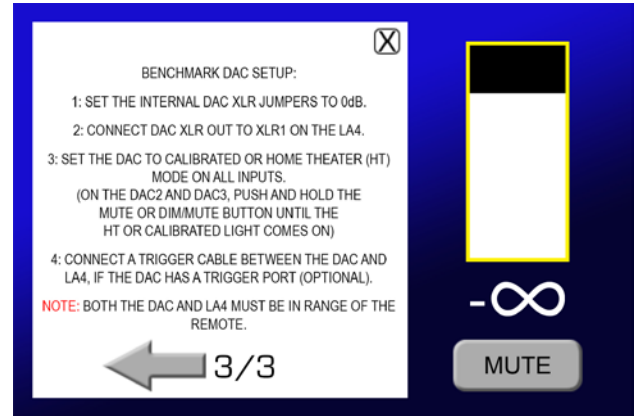 X
BENCHMARK DAC SETUP:
1: SET THE INTERNAL DAC XLR JUMPERS TO 0dB.
2: CONNECT DAC XLR OUT TO XLR1 ON THE LA4.
3: SET THE DAC TO CALIBRATED OR HOME THEATER (HT)
MODE ON ALL INPUTS.
(ON THE DAC2 AND DAC3, PUSH AND HOLD THE
MUTE OR DIM/MUTE BUTTON UNTIL THE
HT OR CALIBRATED LIGHT COMES ON)
4: CONNECT A TRIGGER CABLE BETWEEN THE DAC AND
LA4, IF THE DAC HAS A TRIGGER PORT (OPTIONAL).
NOTE: BOTH THE DAC AND LA4 MUST BE IN RANGE OF THE
REMOTE.
3/3
-∞
MUTE